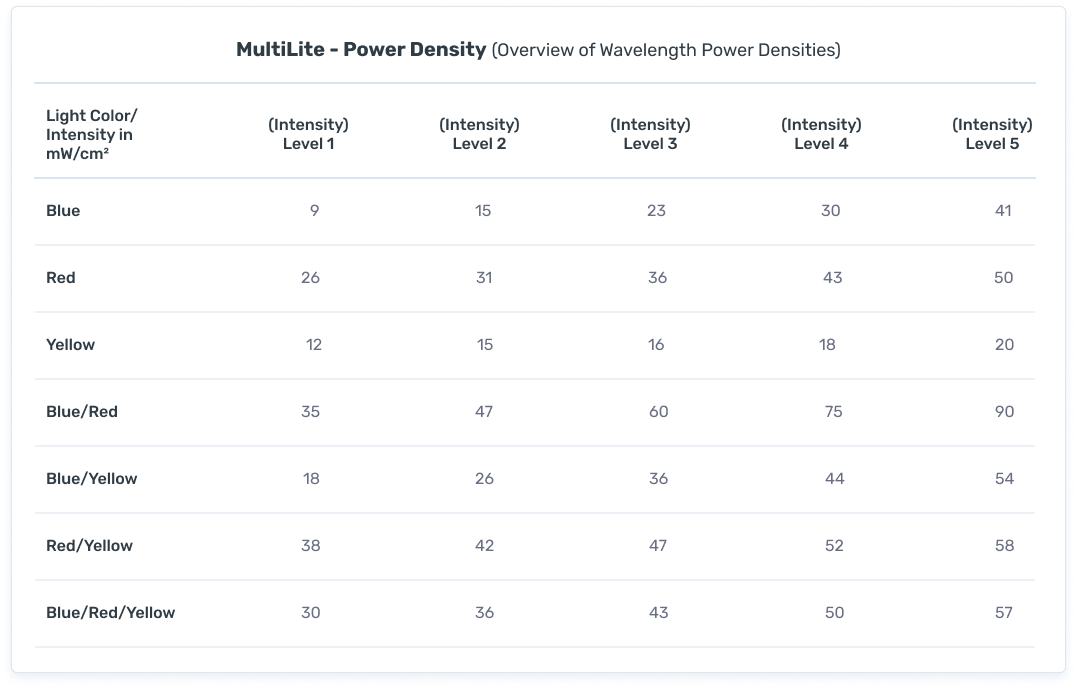 MultiLite - Power Density (Overview of Wavelength Power Densities)
Light Color/
Intensity in
mW/cm²
(Intensity)
Level 1
(Intensity)
Level 2
(Intensity)
Level 3
(Intensity)
Level 4
(Intensity)
Level 5
Blue 9 15 23 30 41
Red 26 31 36 43 50
Yellow 12 15 16 18 20
Blue/Red 35 47 60 75 90
Blue/Yellow 18 26 36 44 54
Red/Yellow 38 42 47 52 58
Blue/Red/Yellow 30 36 43 50 57